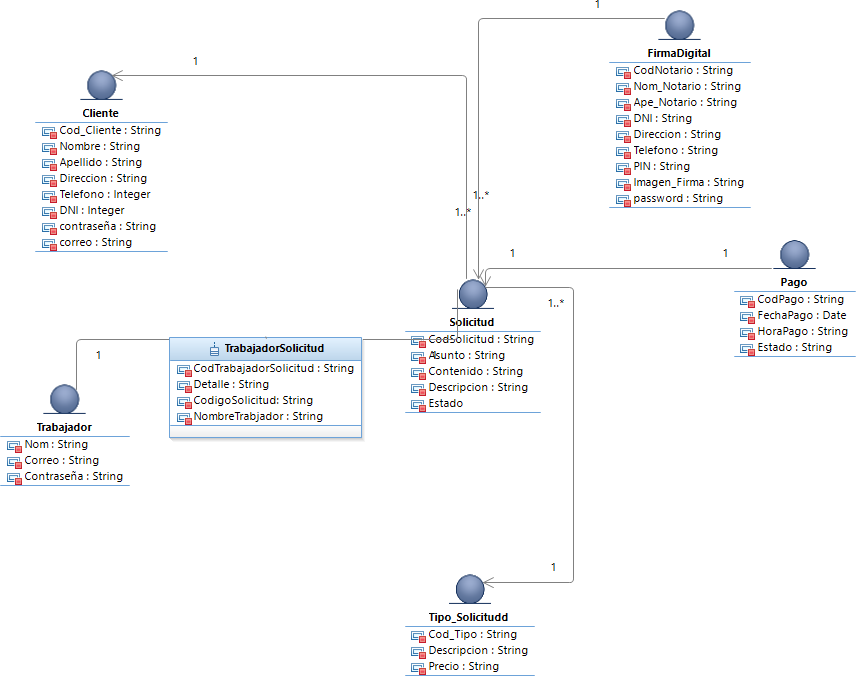 1
FirmaDigital
CodNotario : String
Nom_Notario : String
Ape_Notario : String
DNI : String
Direccion : String
Telefono : String
PIN : String
Imagen_Firma : String
password : String
1
Cliente
Cod_Cliente : String
Nombre : String
Apellido : String
Direccion : String
Telefono : Integer
DNI : Integer
contraseña : String
correo : String
1..*
1..*
1
1
Pago
CodPago : String
FechaPago : Date
HoraPago : String
Estado : String
1..*
Solicitud
CodSolicitud : String
Asunto : String
Contenido : String
Descripcion : String
Estado
1
TrabajadorSolicitud
CodTrabajadorSolicitud : String
Detalle : String
CodigoSolicitud: String
NombreTrabjador : String
1
Trabajador
Nom : String
Correo : String
Contraseña : String
1
Tipo_Solicitudd
Cod_Tipo : String
Descripcion : String
Precio : String